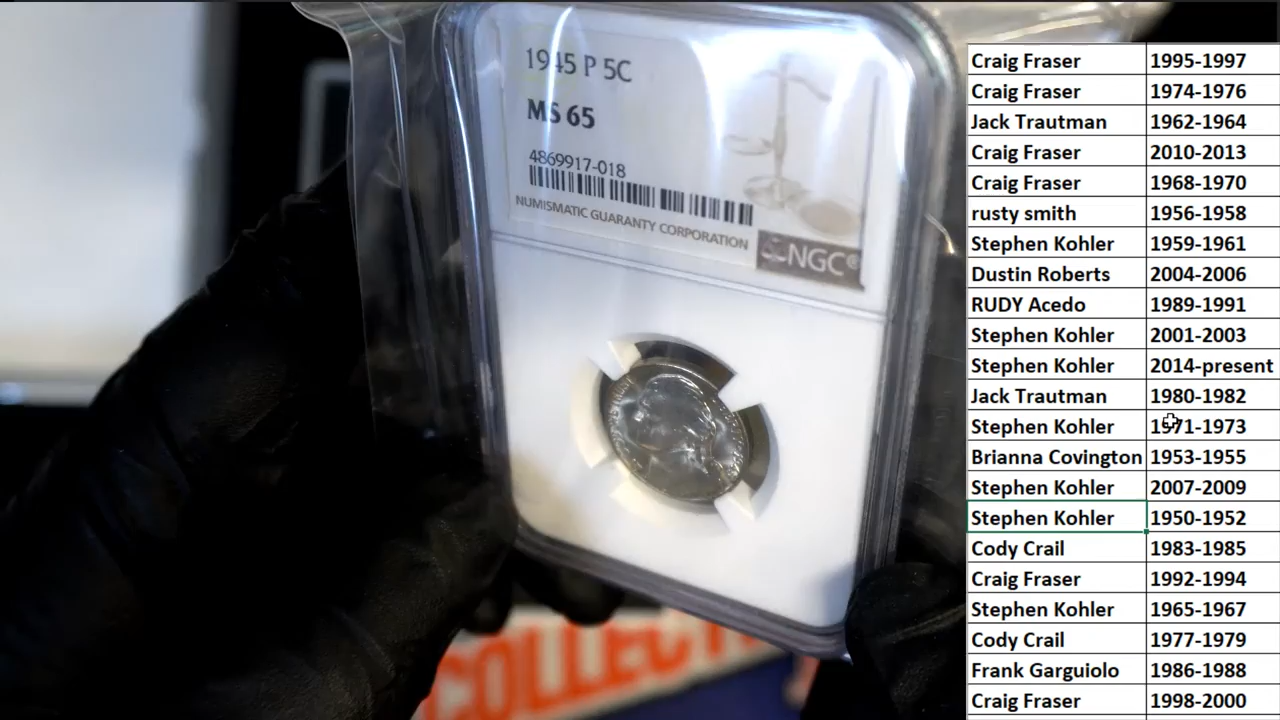 1945 P 5C
MS 65
4869917-018
NUMISMATIC GUARANTY CORPORATION
NGC®
COLLECT
Craig Fraser 1995-1997
Craig Fraser 1974-1976
Jack Trautman 1962-1964
Craig Fraser 2010-2013
Craig Fraser 1968-1970
rusty smith 1956-1958
Stephen Kohler 1959-1961
Dustin Roberts 2004-2006
RUDY Acedo 1989-1991
Stephen Kohler 2001-2003
Stephen Kohler 2014-present
Jack Trautman 1980-1982
Stephen Kohler 1971-1973
Brianna Covington 1953-1955
Stephen Kohler 2007-2009
Stephen Kohler 1950-1952
Cody Crail 1983-1985
Craig Fraser 1992-1994
Stephen Kohler 1965-1967
Cody Crail 1977-1979
Frank Garguiolo 1986-1988
Craig Fraser 1998-2000